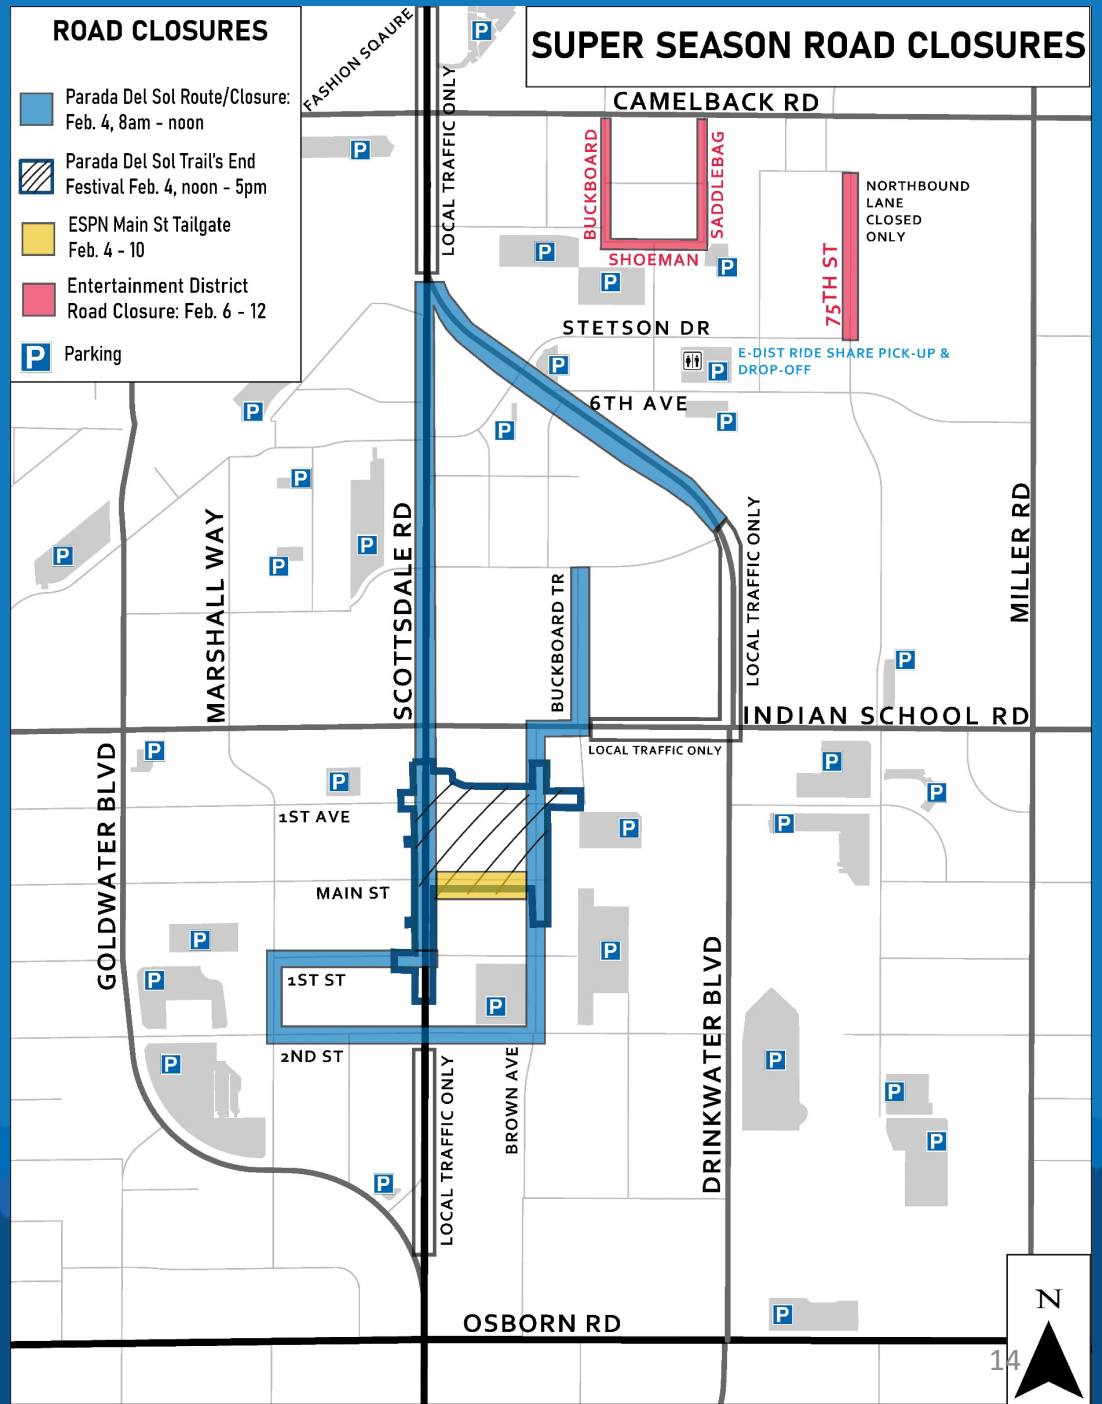 ROAD CLOSURES
Parada Del Sol Route/Closure:
Feb. 4, 8am - noon
Parada Del Sol Trail's End
Festival Feb. 4, noon - 5pm
ESPN Main St Tailgate
Feb. 4 - 10
Entertainment District
Road Closure: Feb. 6 - 12
P Parking
SUPER SEASON ROAD CLOSURES
FASHION SQAURE
LOCAL TRAFFIC ONLY
CAMELBACK RD
P
P
BUCKBOARD
SADDLEBAG
SHOEMAN
NORTHBOUND
LANE
CLOSED
ONLY
75TH ST
P
P
P
STETSON DR
E-DIST RIDE SHARE PICK-UP &
DROP-OFF
P
P
6TH AVE
P
P
P
P
P
P
P
MARSHALL WAY
SCOTTSDALE RD
BUCKBOARD TR
LOCAL TRAFFIC ONLY
MILLER RD
P
INDIAN SCHOOL RD
LOCAL TRAFFIC ONLY
GOLDWATER BLVD
P
P
P
P
1ST AVE
P
P
MAIN ST
P
P
P
1ST ST
P
2ND ST
P
P
P
P
BROWN AVE
DRINKWATER BLVD
LOCAL TRAFFIC ONLY
P
P
P
OSBORN RD
N
14